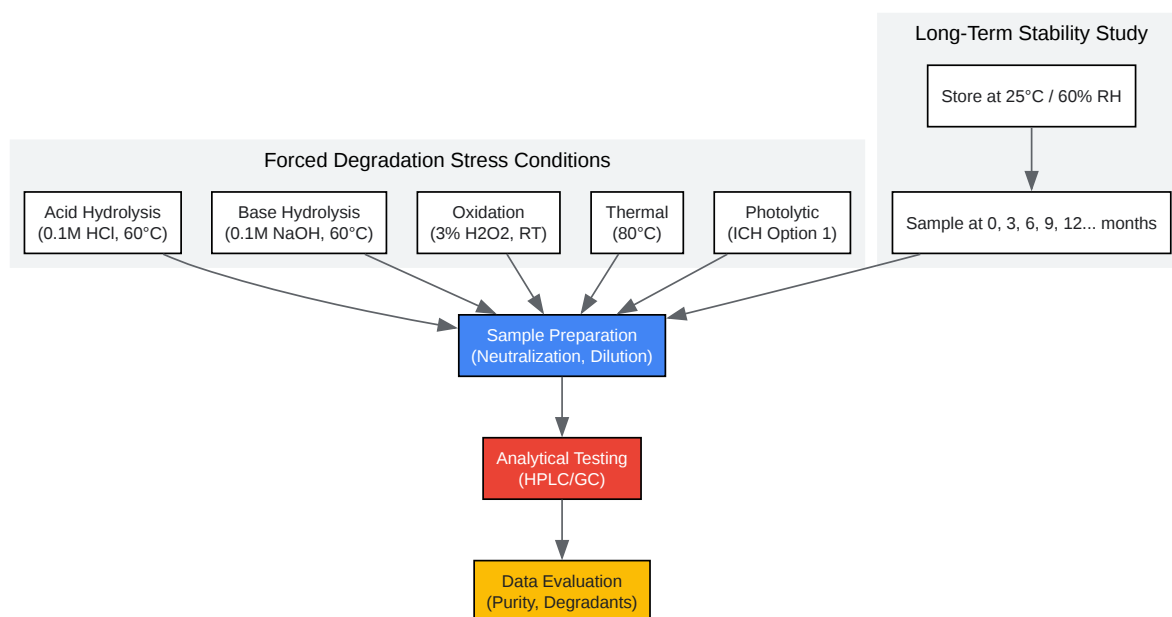 Long-Term Stability Study
Store at 25°C / 60% RH
Forced Degradation Stress Conditions
Acid Hydrolysis
(0.1M HCl, 60°C)
Base Hydrolysis
(0.1M NaOH, 60°C)
Oxidation
(3% H2O2, RT)
Thermal
(80°C)
Photolytic
(ICH Option 1)
Sample at 0, 3, 6, 9, 12... months
Sample Preparation
(Neutralization, Dilution)
Analytical Testing
(HPLC/GC)
Data Evaluation
(Purity, Degradants)